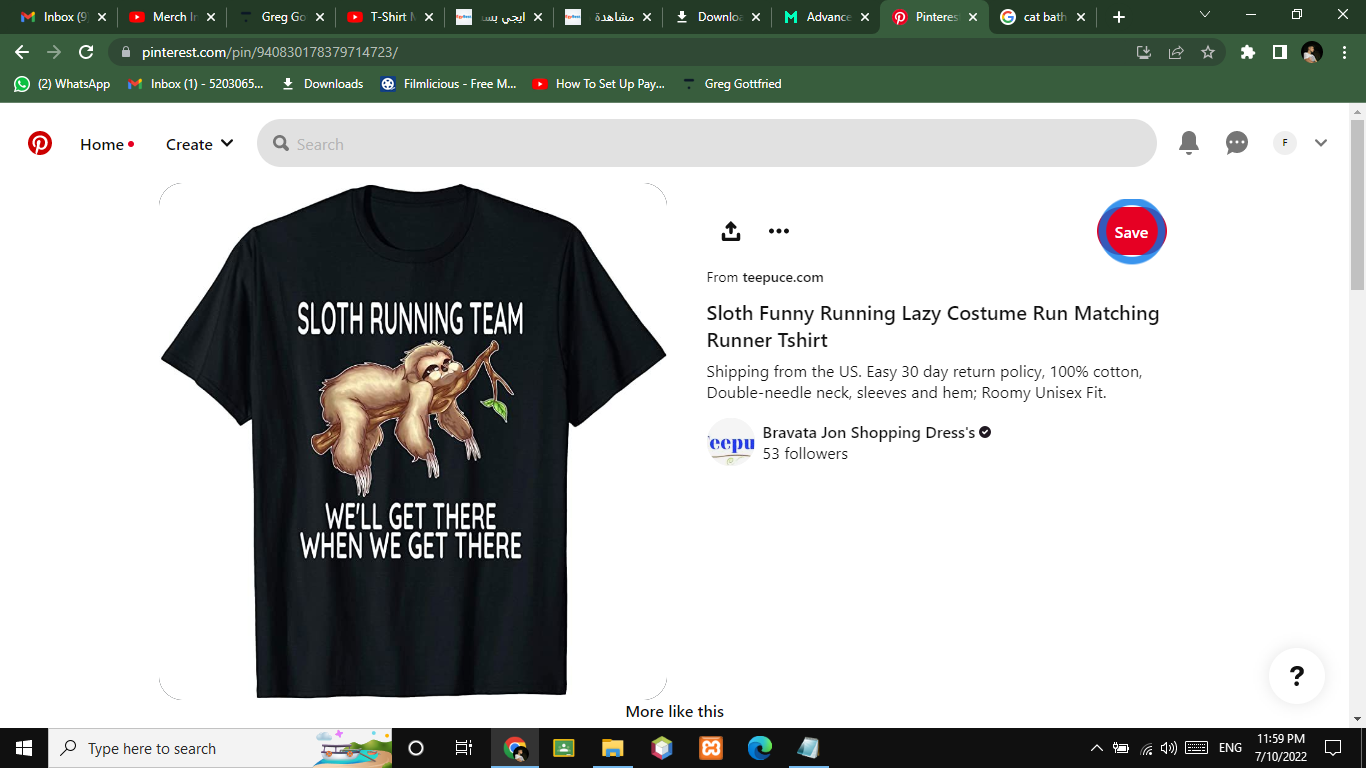 Inbox (9)
Merch In
Greg Go
T-Shirt M
ايجي بست
مشاهدة
Downloa
Advance
Pinteres
cat bath
pinterest.com/pin/940830178379714723/
(2) WhatsApp
Inbox (1) - 5203065...
Downloads
Filmlicious - Free M...
How To Set Up Pay...
Greg Gottfried
Home
Create
Search
F
Save
From teepuce.com
Sloth Funny Running Lazy Costume Run Matching
Runner Tshirt
Shipping from the US. Easy 30 day return policy, 100% cotton,
Double-needle neck, sleeves and hem; Roomy Unisex Fit.
eepu
Bravata Jon Shopping Dress's
53 followers
SLOTH RUNNING TEAM
WE'LL GET THERE
WHEN WE GET THERE
?
More like this
Type here to search
ENG
11:59 PM
7/10/2022